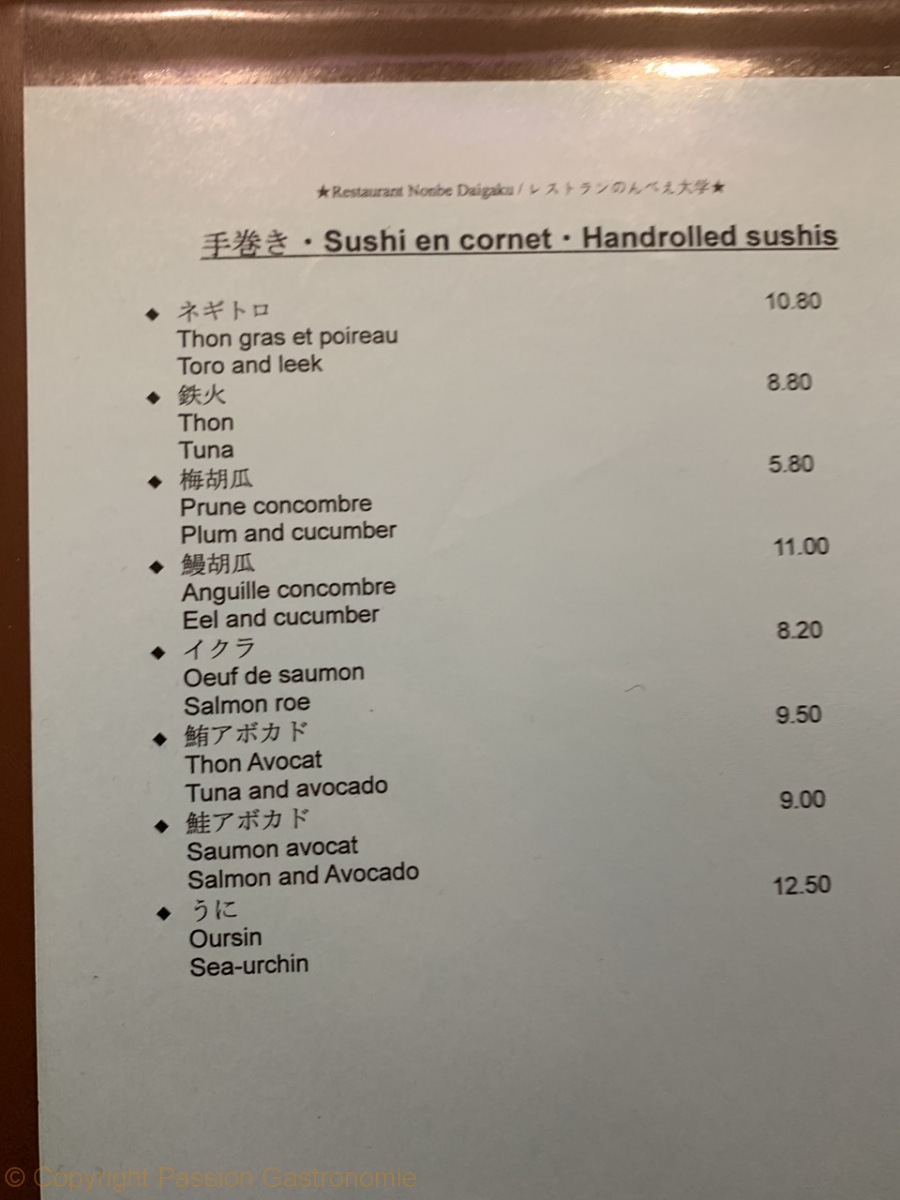 ★Restaurant Nonbe Daigaku / レストランのんべえ大学★
手巻き・Sushi en cornet・Handrolled sushis
◆ ネギトロ 10.80
Thon gras et poireau
Toro and leek
◆ 鉄火 8.80
Thon
Tuna
◆ 梅胡瓜 5.80
Prune concombre
Plum and cucumber
◆ 鰻胡瓜 11.00
Anguille concombre
Eel and cucumber
◆ イクラ 8.20
Oeuf de saumon
Salmon roe
◆ 鮪アボカド 9.50
Thon Avocat
Tuna and avocado
◆ 鮭アボカド 9.00
Saumon avocat
Salmon and Avocado
◆ うに 12.50
Oursin
Sea-urchin
© Copyright Passion Gastronomie